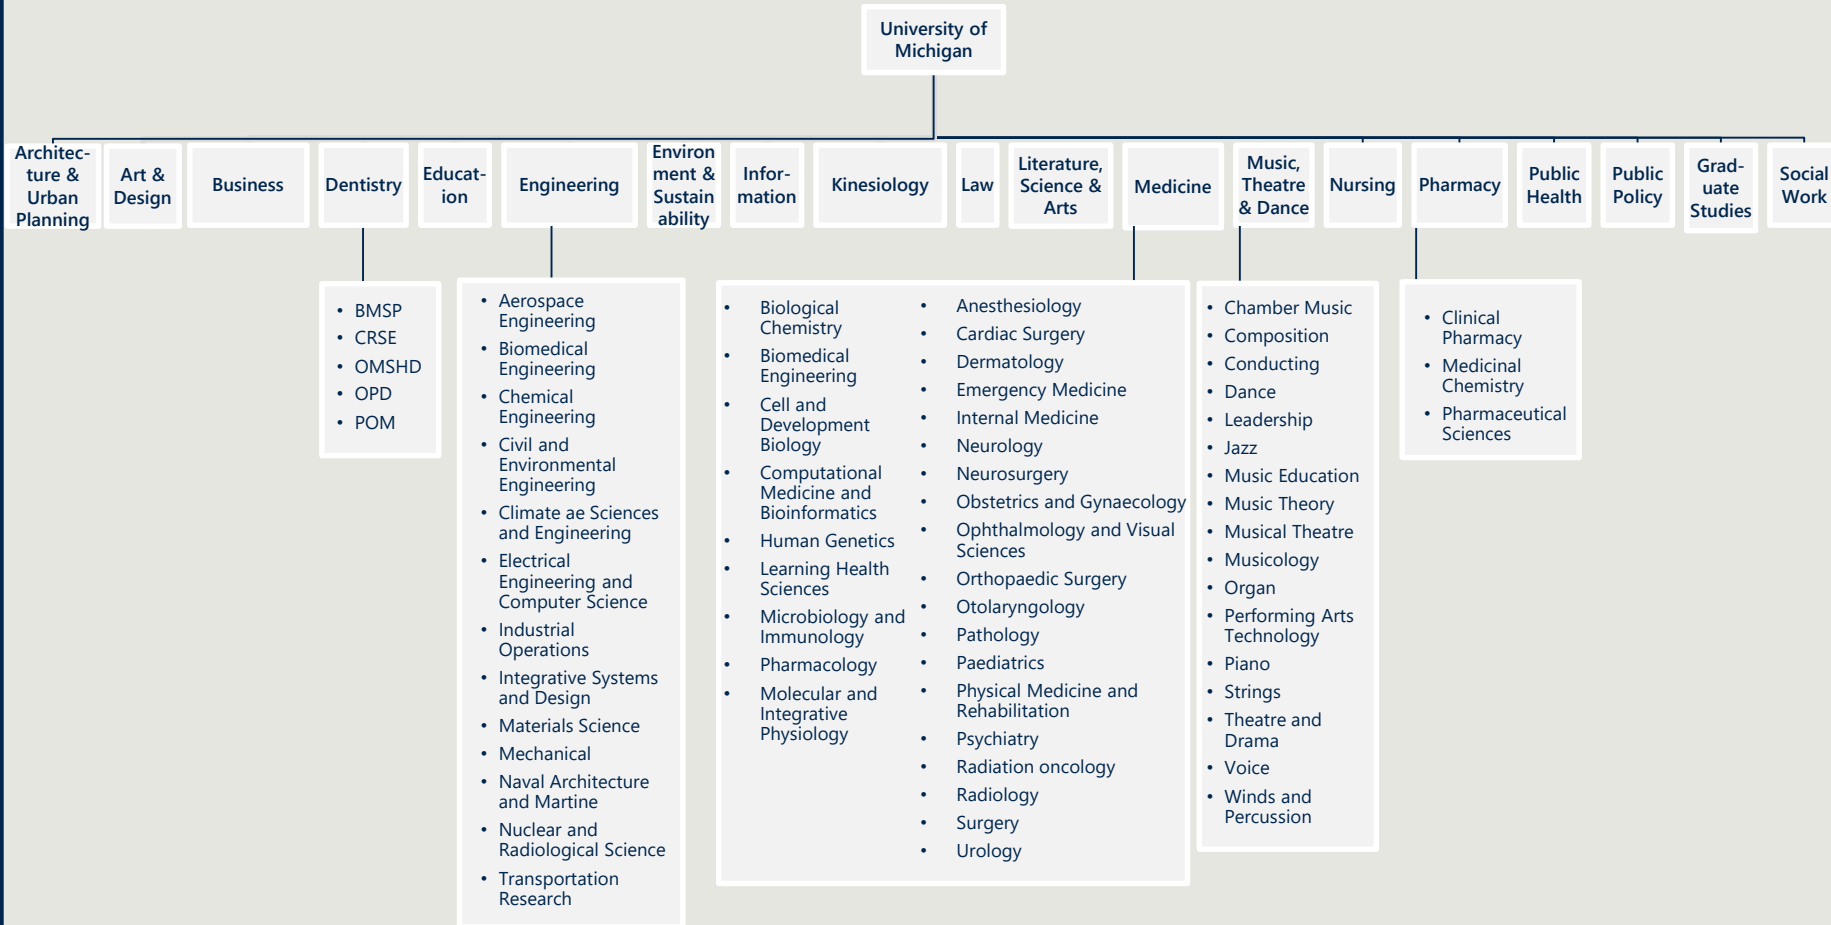 University of
Michigan
Architec-
ture &
Urban
Planning
Art &
Design
Business
Dentistry
Educat-
ion
Engineering
Environ
ment &
Sustain
ability
Infor-
mation
Kinesiology
Law
Literature,
Science &
Arts
Medicine
Music,
Theatre
& Dance
Nursing
Pharmacy
Public
Health
Public
Policy
Grad-
uate
Studies
Social
Work
• BMSP
• CRSE
• OMSHD
• OPD
• POM
• Aerospace
Engineering
• Biomedical
Engineering
• Chemical
Engineering
• Civil and
Environmental
Engineering
• Climate ae Sciences
and Engineering
• Electrical
Engineering and
Computer Science
• Industrial
Operations
• Integrative Systems
and Design
• Materials Science
• Mechanical
• Naval Architecture
and Martine
• Nuclear and
Radiological Science
• Transportation
Research
• Biological
Chemistry
• Biomedical
Engineering
• Cell and
Development
Biology
• Computational
Medicine and
Bioinformatics
• Human Genetics
• Learning Health
Sciences
• Microbiology and
Immunology
• Pharmacology
• Molecular and
Integrative
Physiology
• Anesthesiology
• Cardiac Surgery
• Dermatology
• Emergency Medicine
• Internal Medicine
• Neurology
• Neurosurgery
• Obstetrics and Gynaecology
• Ophthalmology and Visual
Sciences
• Orthopaedic Surgery
• Otolaryngology
• Pathology
• Paediatrics
• Physical Medicine and
Rehabilitation
• Psychiatry
• Radiation oncology
• Radiology
• Surgery
• Urology
• Chamber Music
• Composition
• Conducting
• Dance
• Leadership
• Jazz
• Music Education
• Music Theory
• Musical Theatre
• Musicology
• Organ
• Performing Arts
Technology
• Piano
• Strings
• Theatre and
Drama
• Voice
• Winds and
Percussion
• Clinical
Pharmacy
• Medicinal
Chemistry
• Pharmaceutical
Sciences